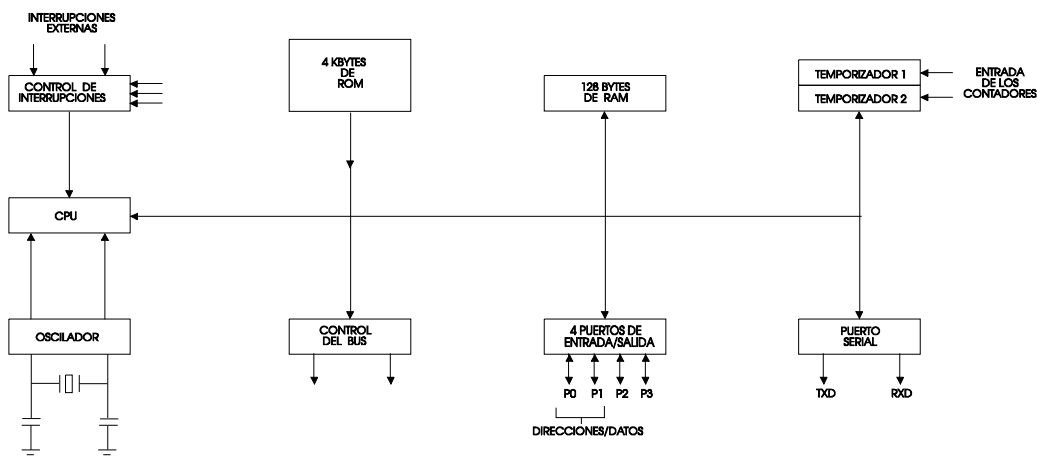 INTERRUPCIONES
EXTERNAS
CONTROL DE
INTERRUPCIONES
4 KBYTES
DE
ROM
128 BYTES
DE RAM
TEMPORIZADOR 1
TEMPORIZADOR 2
ENTRADA
DE LOS
CONTADORES
CPU
OSCILADOR
CONTROL
DEL BUS
4 PUERTOS DE
ENTRADA/SALIDA
PUERTO
SERIAL
P0 P1 P2 P3
TXD RXD
DIRECCIONES/DATOS